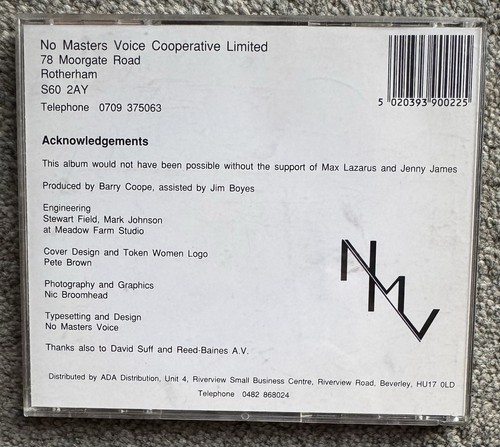 No Masters Voice Cooperative Limited
78 Moorgate Road
Rotherham
S60 2AY
Telephone 0709 375063
5 020393 900225
Acknowledgements
This album would not have been possible without the support of Max Lazarus and Jenny James
Produced by Barry Coope, assisted by Jim Boyes
Engineering
Stewart Field, Mark Johnson
at Meadow Farm Studio
Cover Design and Token Women Logo
Pete Brown
Photography and Graphics
Nic Broomhead
Typesetting and Design
No Masters Voice
NMV
Thanks also to David Suff and Reed-Baines A.V.
Distributed by ADA Distribution, Unit 4, Riverview Small Business Centre, Riverview Road, Beverley, HU17 0LD
Telephone 0482 868024